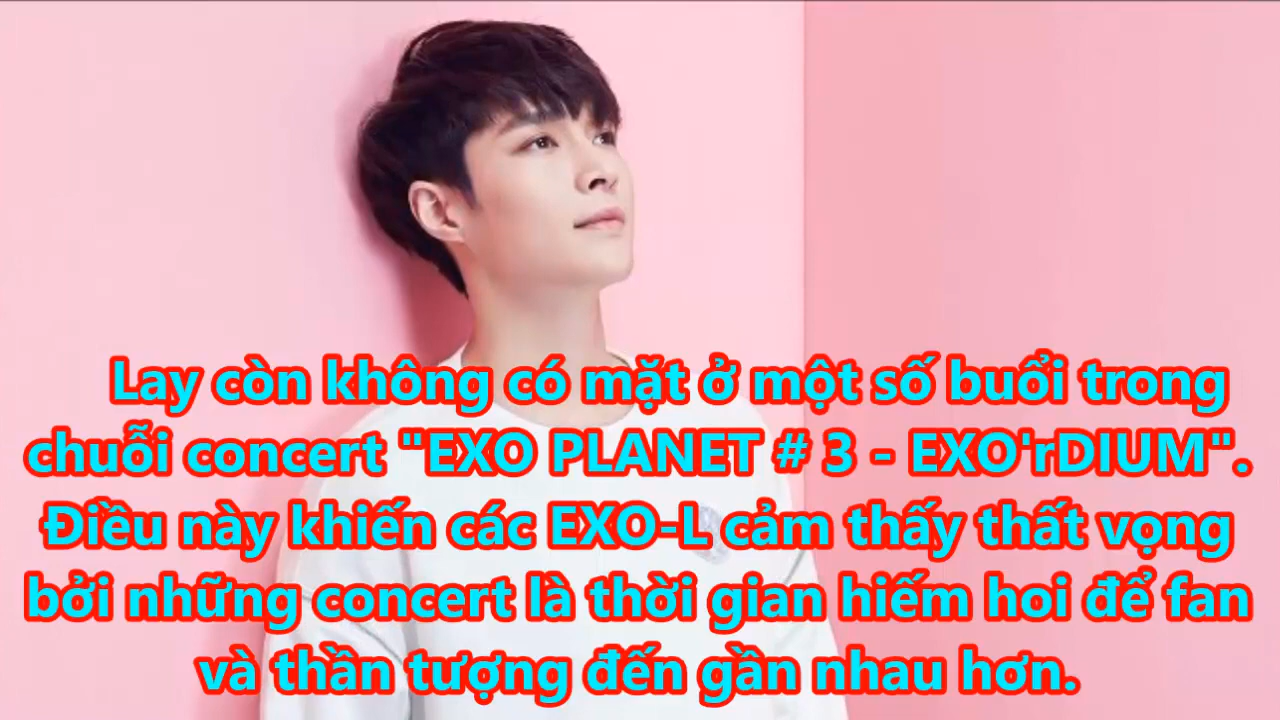 Lay còn không có mặt ở một số buổi trong
chuỗi concert "EXO PLANET # 3 - EXO'rDIUM".
Điều này khiến các EXO-L cảm thấy thất vọng
bởi những concert là thời gian hiếm hoi để fan
và thần tượng đến gần nhau hơn.